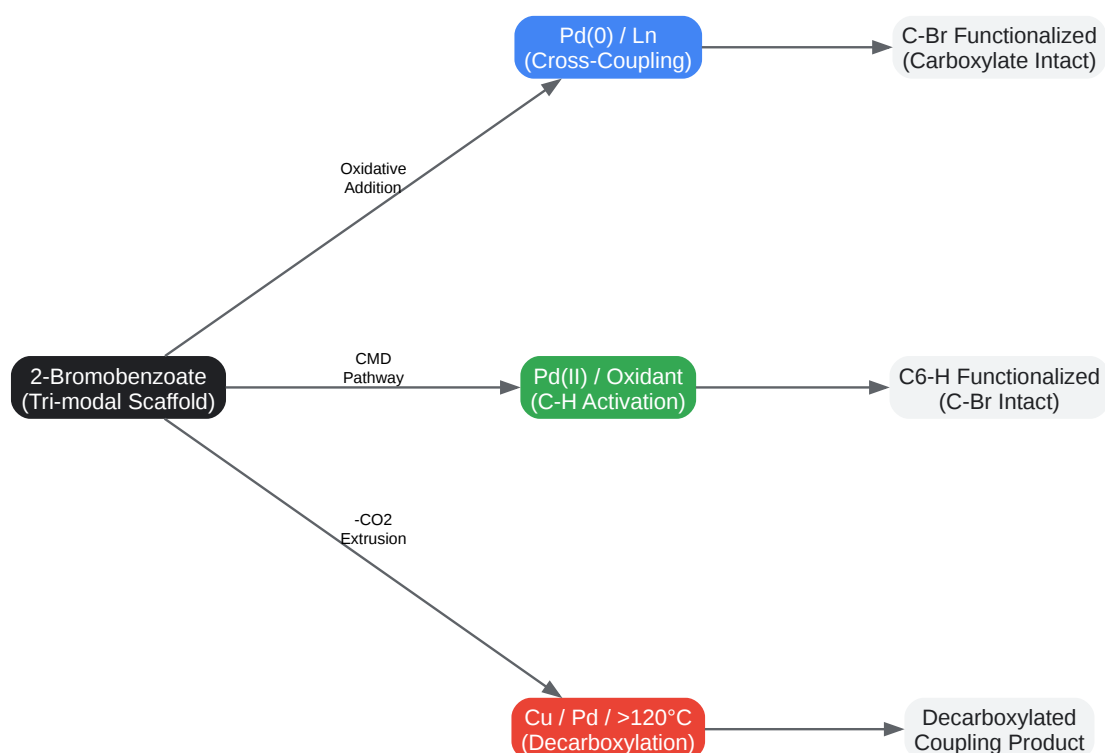 Pd(0) / Ln
(Cross-Coupling)
C-Br Functionalized
(Carboxylate Intact)
Oxidative
Addition
2-Bromobenzoate
(Tri-modal Scaffold)
CMD
Pathway
Pd(II) / Oxidant
(C-H Activation)
C6-H Functionalized
(C-Br Intact)
-CO2
Extrusion
Cu / Pd / >120°C
(Decarboxylation)
Decarboxylated
Coupling Product